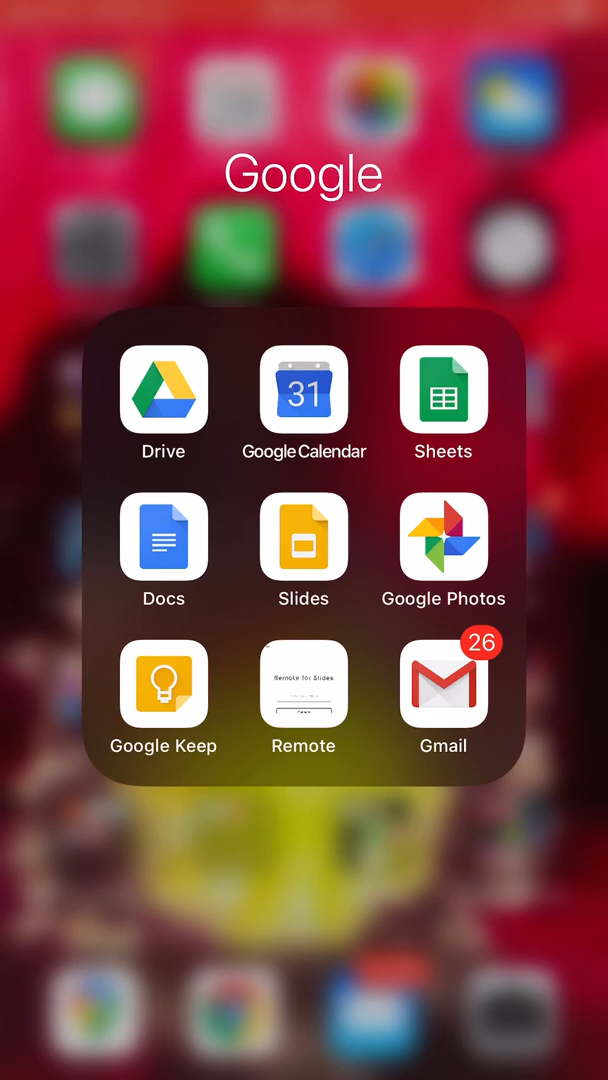 Google
31
Drive
Google Calendar
Sheets
Docs
Slides
Google Photos
Remote for Slides
26
Google Keep
Remote
Gmail